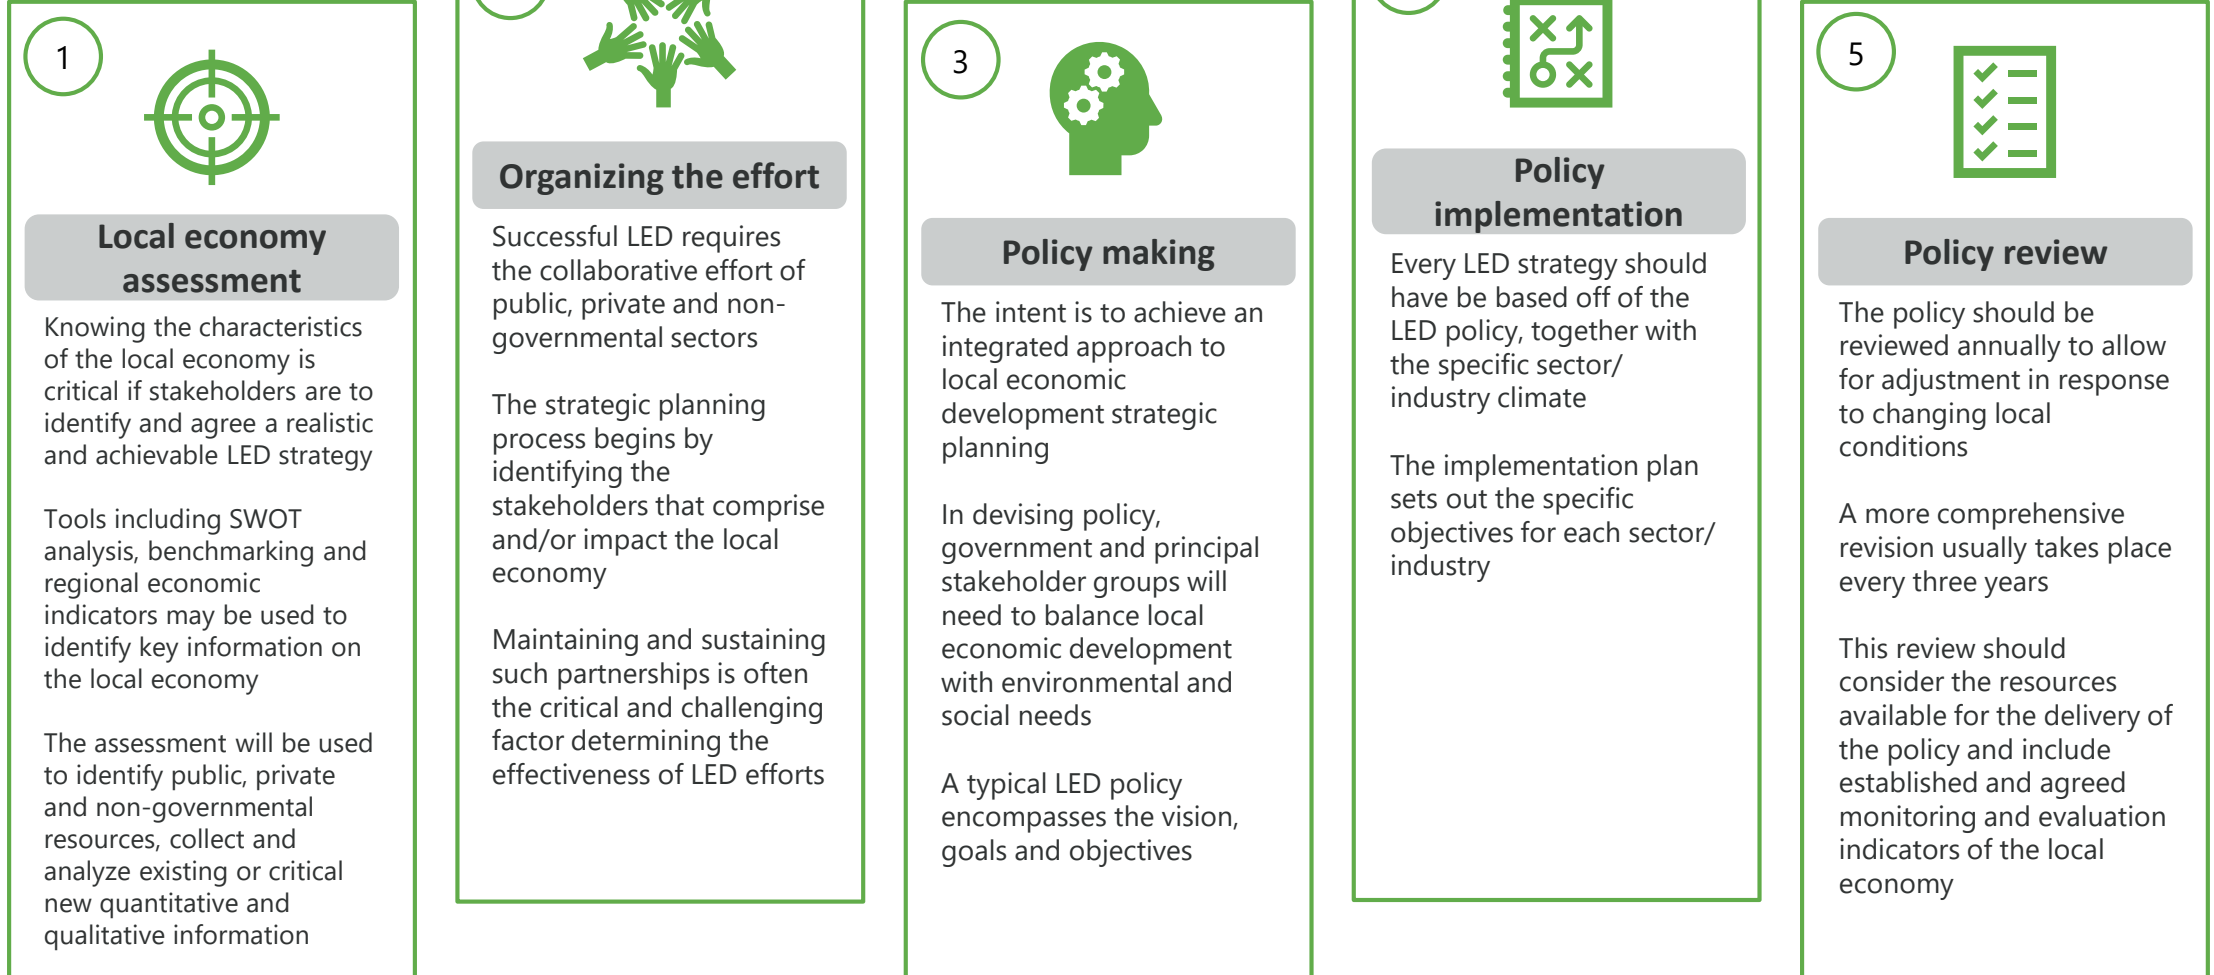 1
Local economy
assessment
Knowing the characteristics
of the local economy is
critical if stakeholders are to
identify and agree a realistic
and achievable LED strategy
Tools including SWOT
analysis, benchmarking and
regional economic
indicators may be used to
identify key information on
the local economy
The assessment will be used
to identify public, private
and non-governmental
resources, collect and
analyze existing or critical
new quantitative and
qualitative information
Organizing the effort
Successful LED requires
the collaborative effort of
public, private and non-
governmental sectors
The strategic planning
process begins by
identifying the
stakeholders that comprise
and/or impact the local
economy
Maintaining and sustaining
such partnerships is often
the critical and challenging
factor determining the
effectiveness of LED efforts
3
Policy making
The intent is to achieve an
integrated approach to
local economic
development strategic
planning
In devising policy,
government and principal
stakeholder groups will
need to balance local
economic development
with environmental and
social needs
A typical LED policy
encompasses the vision,
goals and objectives
Policy
implementation
Every LED strategy should
have be based off of the
LED policy, together with
the specific sector/
industry climate
The implementation plan
sets out the specific
objectives for each sector/
industry
5
Policy review
The policy should be
reviewed annually to allow
for adjustment in response
to changing local
conditions
A more comprehensive
revision usually takes place
every three years
This review should
consider the resources
available for the delivery of
the policy and include
established and agreed
monitoring and evaluation
indicators of the local
economy